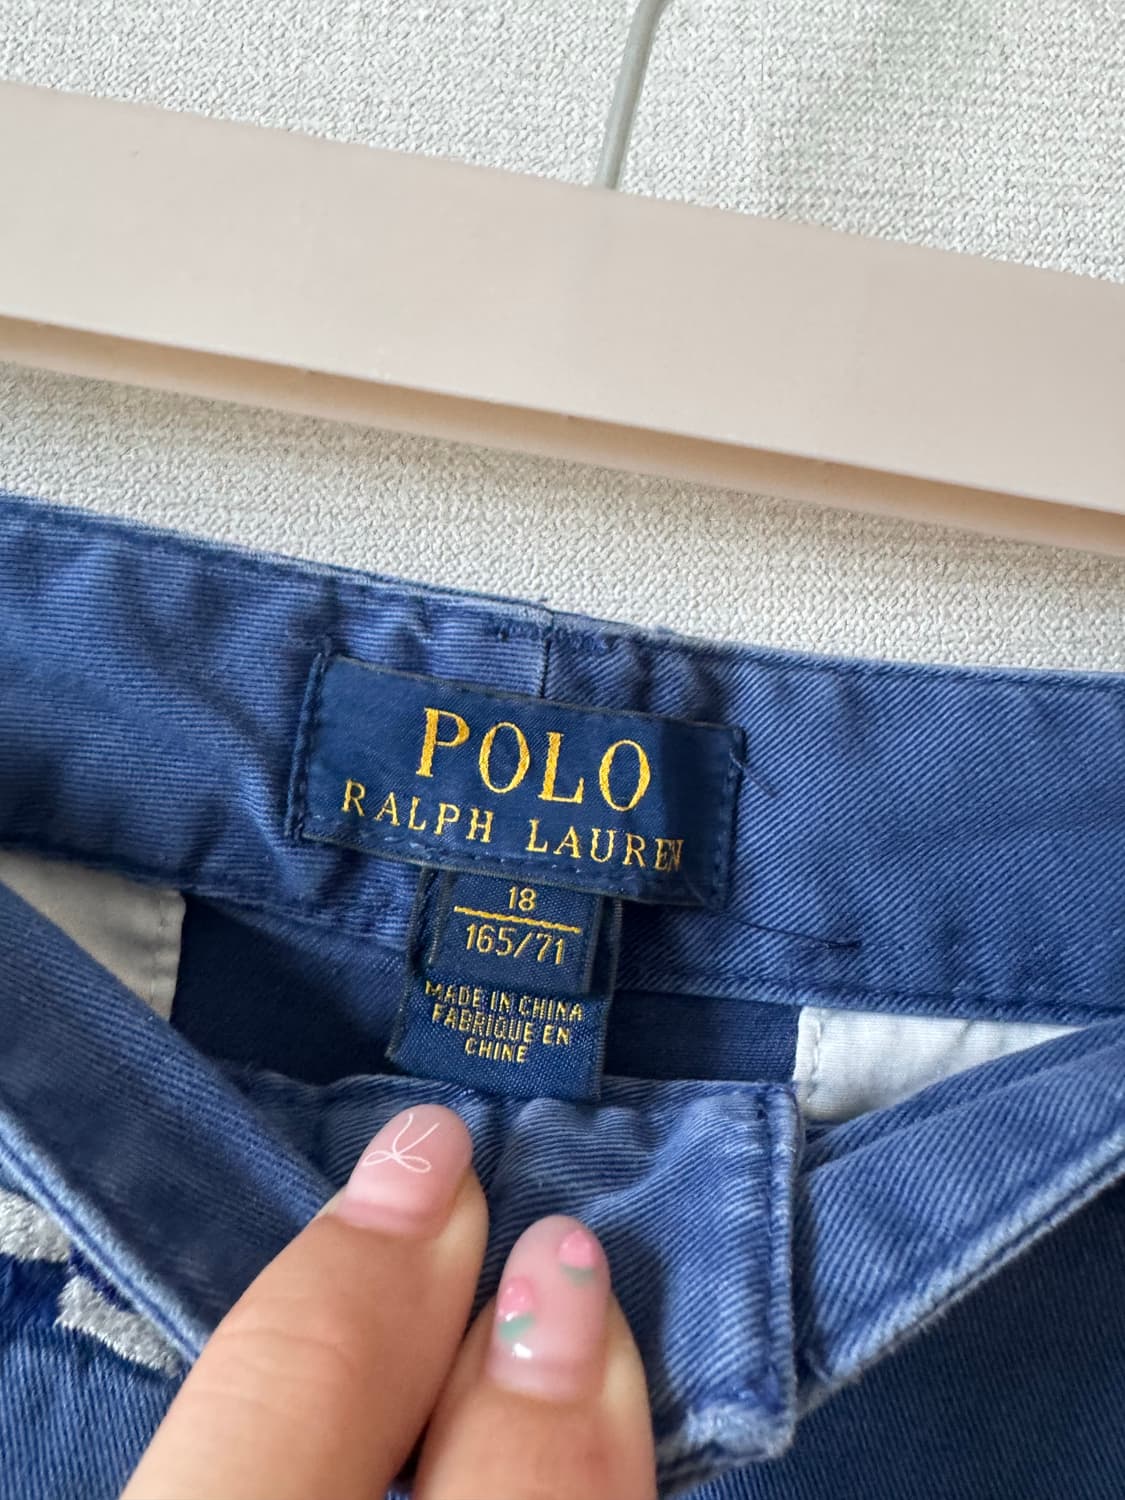 POLO
RALPH LAUREN
18
165/71
MADE IN CHINA
FABRIQUE EN
CHINE